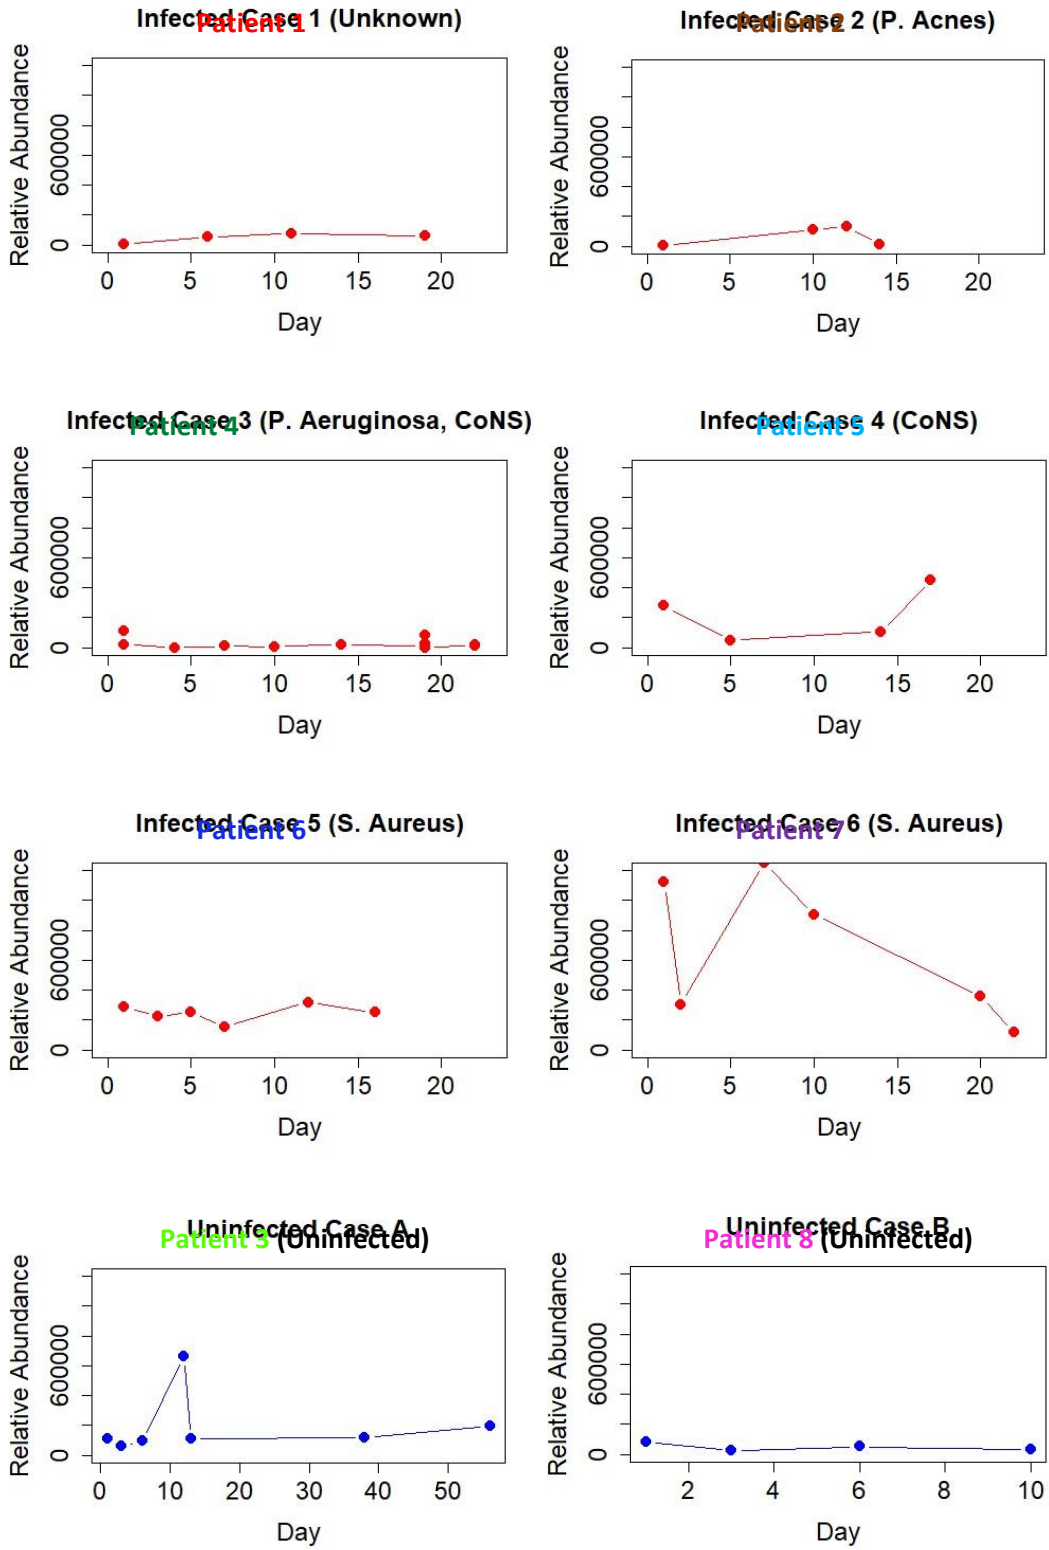 Infected Case 1 (Unknown)
Patient 1
Relative Abundance
600000
0
0 5 10 15 20
Day
Infected Case 2 (P. Acnes)
Patient 2
Relative Abundance
600000
0
0 5 10 15 20
Day
Infected Case 3 (P. Aeruginosa, CoNS)
Patient 4
Relative Abundance
600000
0
0 5 10 15 20
Day
Infected Case 4 (CoNS)
Patient 5
Relative Abundance
600000
0
0 5 10 15 20
Day
Infected Case 5 (S. Aureus)
Patient 6
Relative Abundance
600000
0
0 5 10 15 20
Day
Infected Case 6 (S. Aureus)
Patient 7
Relative Abundance
600000
0
0 5 10 15 20
Day
Uninfected Case A
Patient 3 (Uninfected)
Relative Abundance
600000
0
0 10 20 30 40 50
Day
Uninfected Case B
Patient 8 (Uninfected)
Relative Abundance
600000
0
2 4 6 8 10
Day